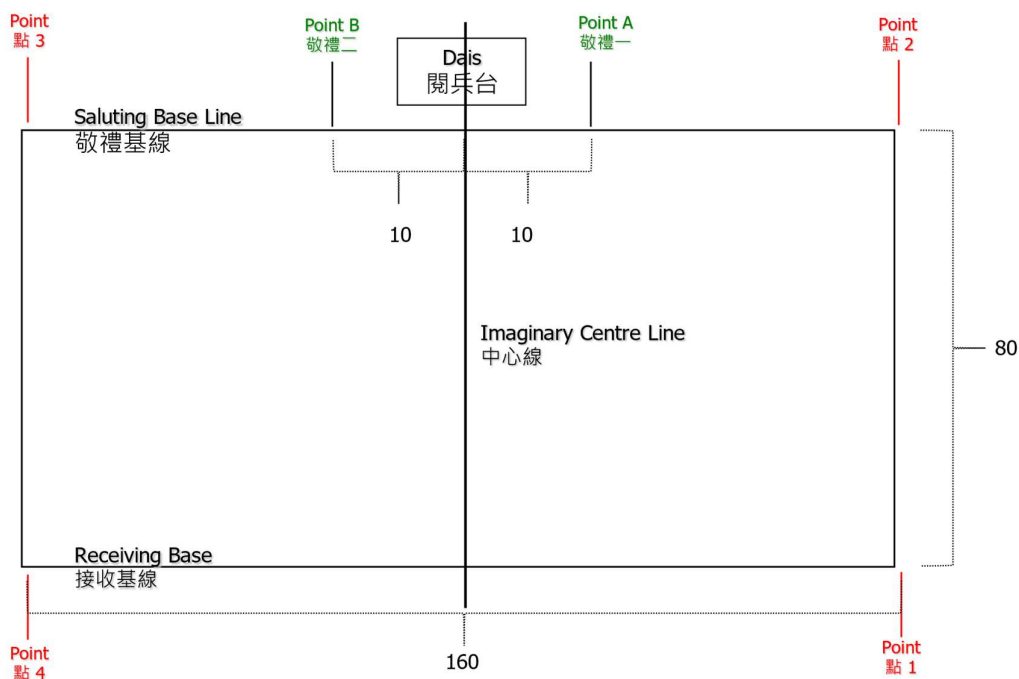 Point
點 3
Point B
敬禮二
Dais
閱兵台
Point A
敬禮一
Point
點 2
Saluting Base Line
敬禮基線
10
10
Imaginary Centre Line
中心線
80
Receiving Base
接收基線
Point
點 4
160
Point
點 1